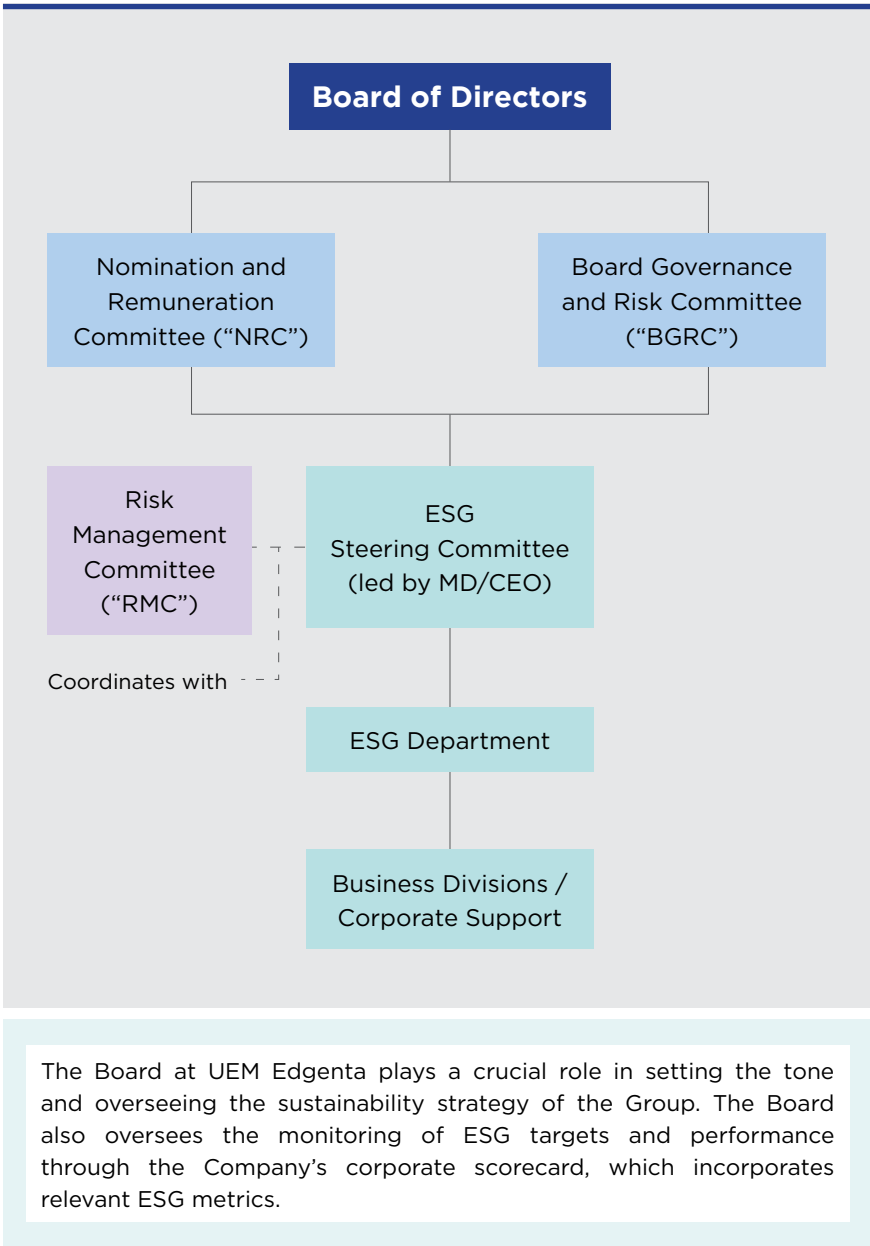 Board of Directors
Nomination and
Remuneration
Committee (“NRC”)
Board Governance
and Risk Committee
(“BGRC”)
Risk
Management
Committee
(“RMC”)
ESG
Steering Committee
(led by MD/CEO)
Coordinates with
ESG Department
Business Divisions /
Corporate Support
The Board at UEM Edgenta plays a crucial role in setting the tone
and overseeing the sustainability strategy of the Group. The Board
also oversees the monitoring of ESG targets and performance
through the Company’s corporate scorecard, which incorporates
relevant ESG metrics.